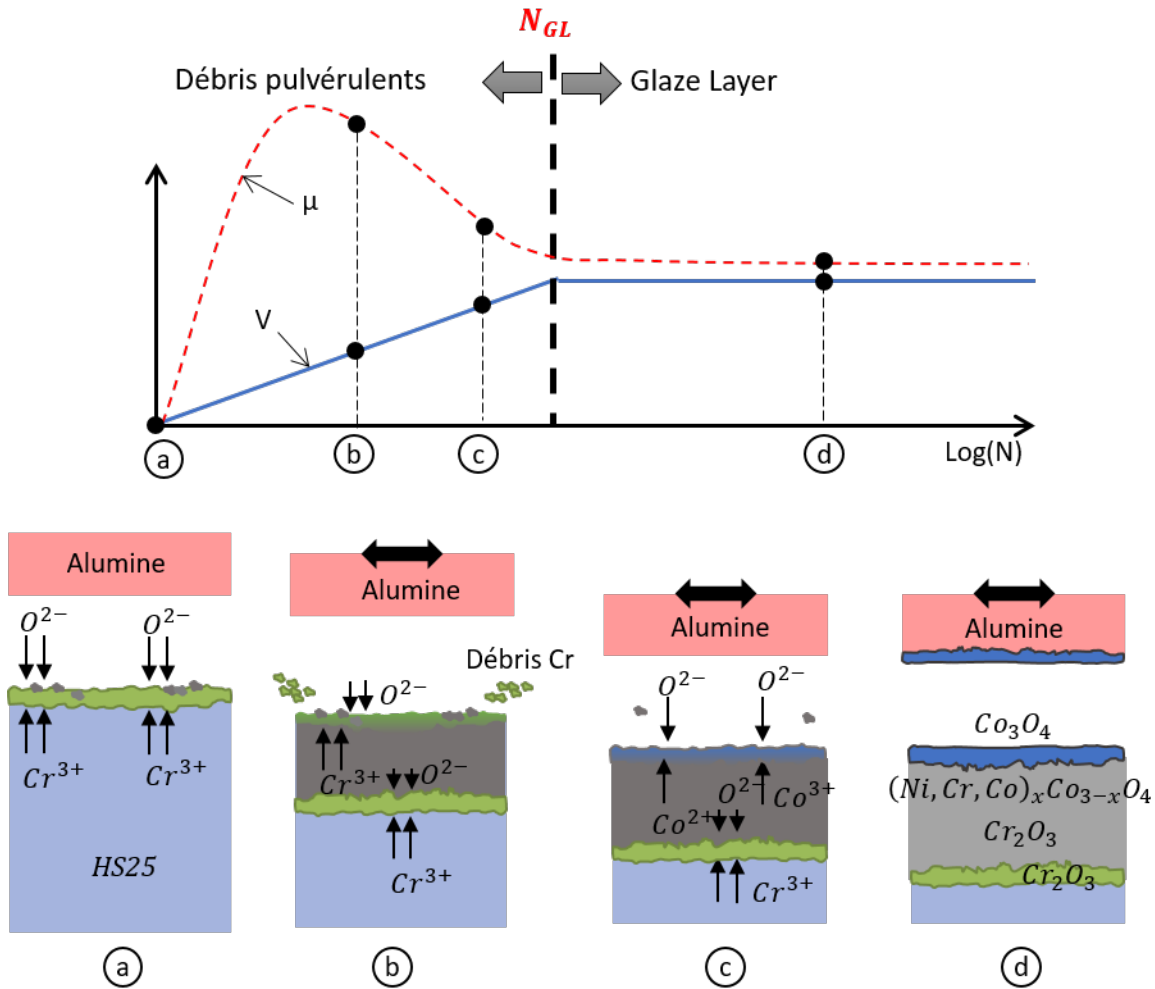 N_GL
Débris pulvérulents
Glaze Layer
μ
V
a
b
c
d
Log(N)
Alumine
O²⁻
O²⁻
Cr³⁺
Cr³⁺
HS25
a
Alumine
Débris Cr
O²⁻
Cr³⁺
O²⁻
Cr³⁺
b
Alumine
O²⁻
O²⁻
O²⁻
Co³⁺
Co²⁺
Cr³⁺
c
Alumine
Co₃O₄
(Ni, Cr, Co)ₓCo₃₋ₓO₄
Cr₂O₃
Cr₂O₃
d